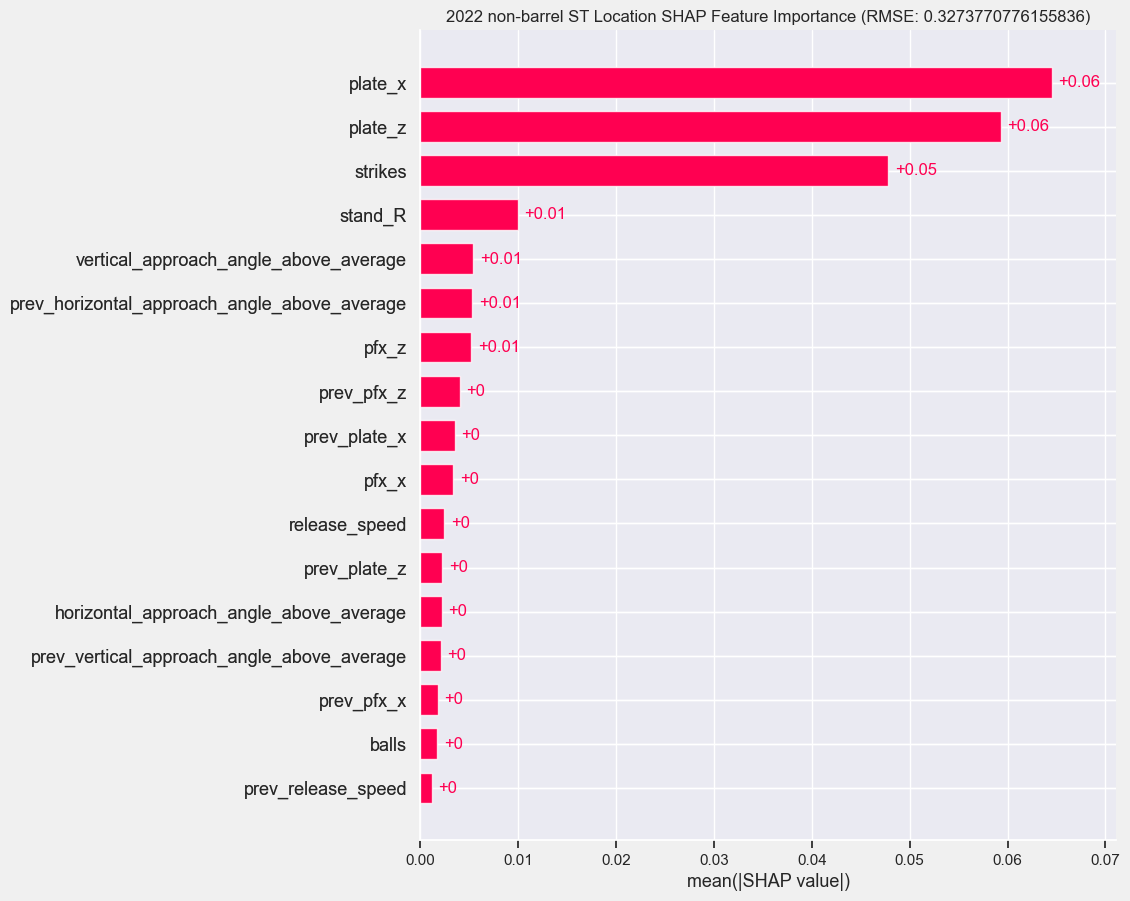 2022 non-barrel ST Location SHAP Feature Importance (RMSE: 0.3273770776155836)
plate_x +0.06
plate_z +0.06
strikes +0.05
stand_R +0.01
vertical_approach_angle_above_average +0.01
prev_horizontal_approach_angle_above_average +0.01
pfx_z +0.01
prev_pfx_z +0
prev_plate_x +0
pfx_x +0
release_speed +0
prev_plate_z +0
horizontal_approach_angle_above_average +0
prev_vertical_approach_angle_above_average +0
prev_pfx_x +0
balls +0
prev_release_speed +0
0.00 0.01 0.02 0.03 0.04 0.05 0.06 0.07
mean(|SHAP value|)